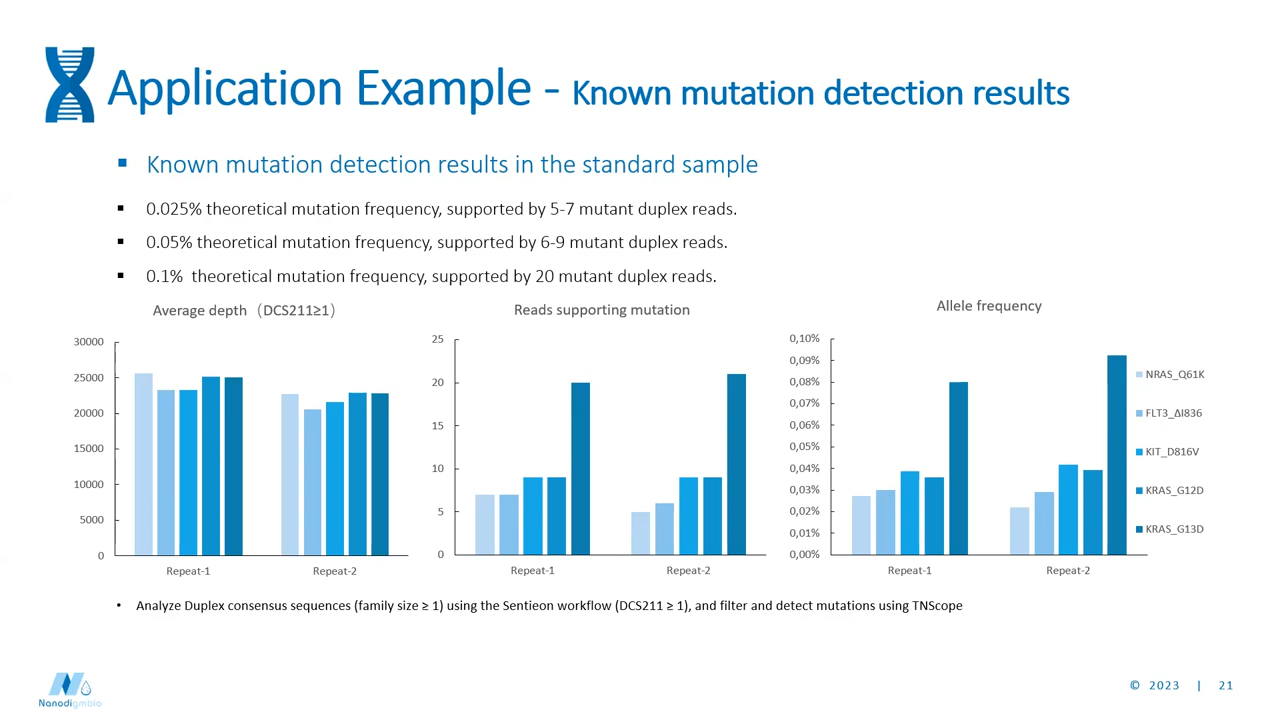 Application Example - Known mutation detection results
▪ Known mutation detection results in the standard sample
▪ 0.025% theoretical mutation frequency, supported by 5-7 mutant duplex reads.
▪ 0.05% theoretical mutation frequency, supported by 6-9 mutant duplex reads.
▪ 0.1% theoretical mutation frequency, supported by 20 mutant duplex reads.
Average depth（DCS211≥1）
30000
25000
20000
15000
10000
5000
0
Repeat-1
Repeat-2
Reads supporting mutation
25
20
15
10
5
0
Repeat-1
Repeat-2
Allele frequency
0,10%
0,09%
0,08%
0,07%
0,06%
0,05%
0,04%
0,03%
0,02%
0,01%
0,00%
Repeat-1
Repeat-2
NRAS_Q61K
FLT3_ΔI836
KIT_D816V
KRAS_G12D
KRAS_G13D
• Analyze Duplex consensus sequences (family size ≥ 1) using the Sentieon workflow (DCS211 ≥ 1), and filter and detect mutations using TNScope
Nanodigmbio
© 2023 | 21